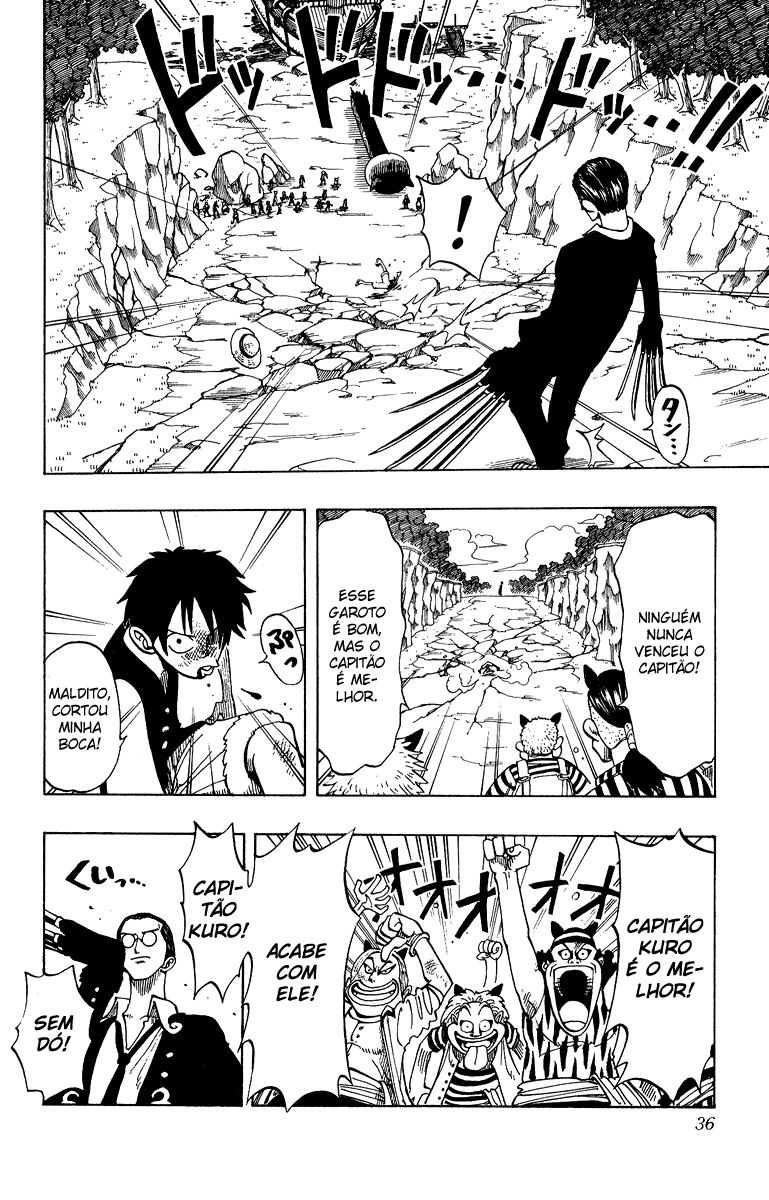 ドッドドドッ…ドッ…!!
!
タン…
NINGUÉM
NUNCA
VENCEU O
CAPITÃO!
ESSE
GAROTO
É BOM,
MAS O
CAPITÃO
É ME-
LHOR.
ぷっ
MALDITO,
CORTOU
MINHA
BOCA!
CAPITÃO
KURO
É O ME-
LHOR!
オオオオ
ACABE
COM
ELE!
CAPI-
TÃO
KURO!
くいっ…
SEM
DÓ!
36